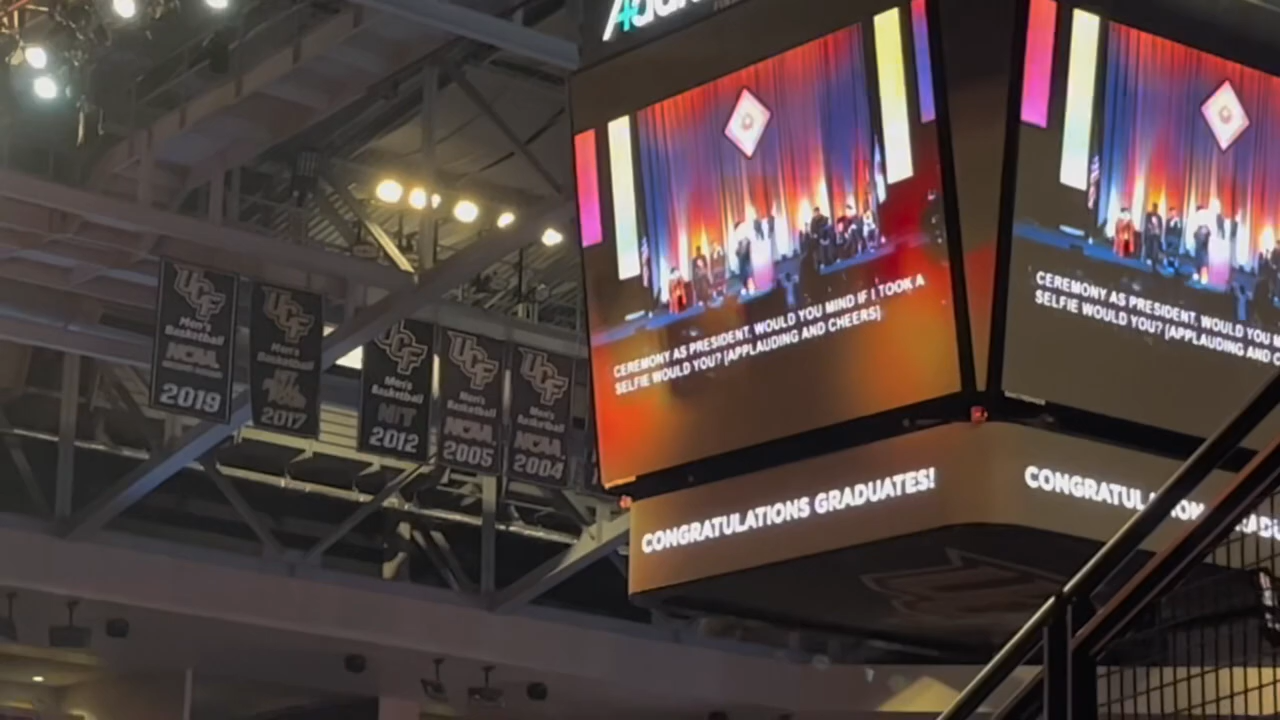 UCF
Men's
Basketball
NCAA
2019
UCF
Men's
Basketball
NIT
2017
UCF
Men's
Basketball
NIT
2012
UCF
Men's
Basketball
NCAA
2005
UCF
Men's
Basketball
NCAA
2004
CEREMONY AS PRESIDENT. WOULD YOU MIND IF I TOOK A
SELFIE WOULD YOU? [APPLAUDING AND CHEERS]
CONGRATULATIONS GRADUATES!
CEREMONY AS PRESIDENT, WOULD YOU
SELFIE WOULD YOU? [APPLAUDING AND